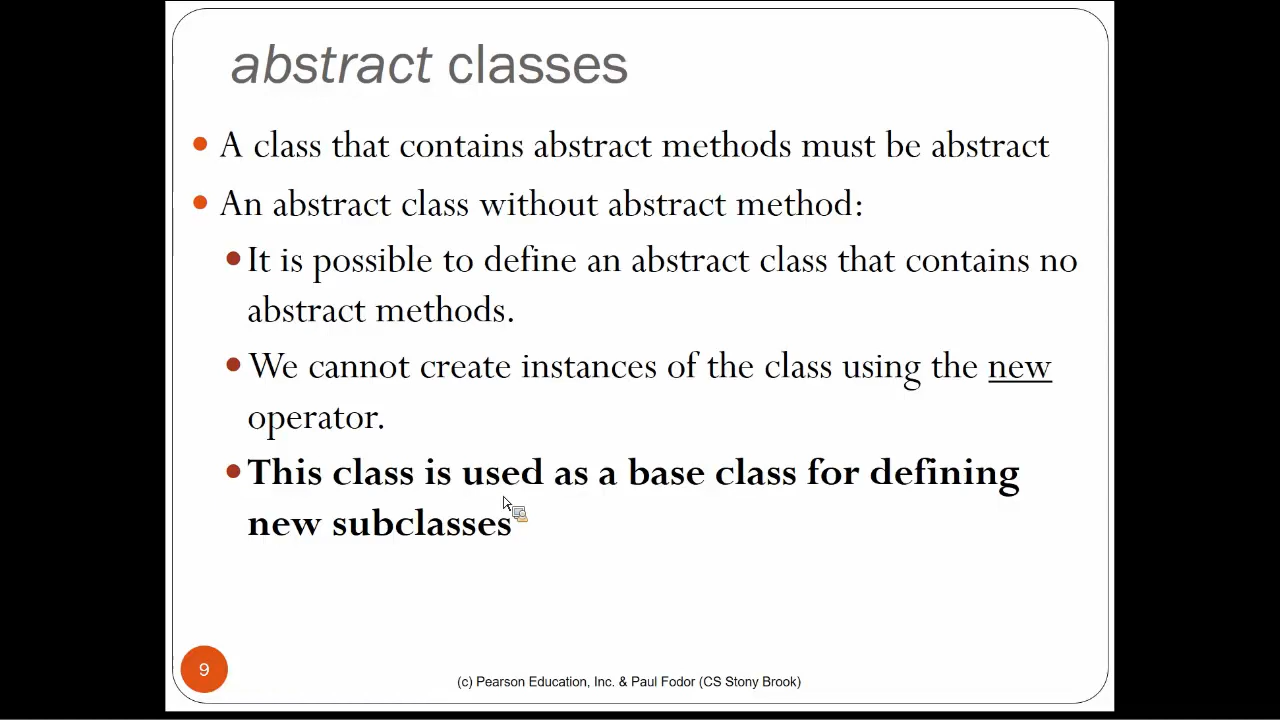 abstract classes
A class that contains abstract methods must be abstract
An abstract class without abstract method:
It is possible to define an abstract class that contains no
abstract methods.
We cannot create instances of the class using the new
operator.
This class is used as a base class for defining
new subclasses
9
(c) Pearson Education, Inc. & Paul Fodor (CS Stony Brook)